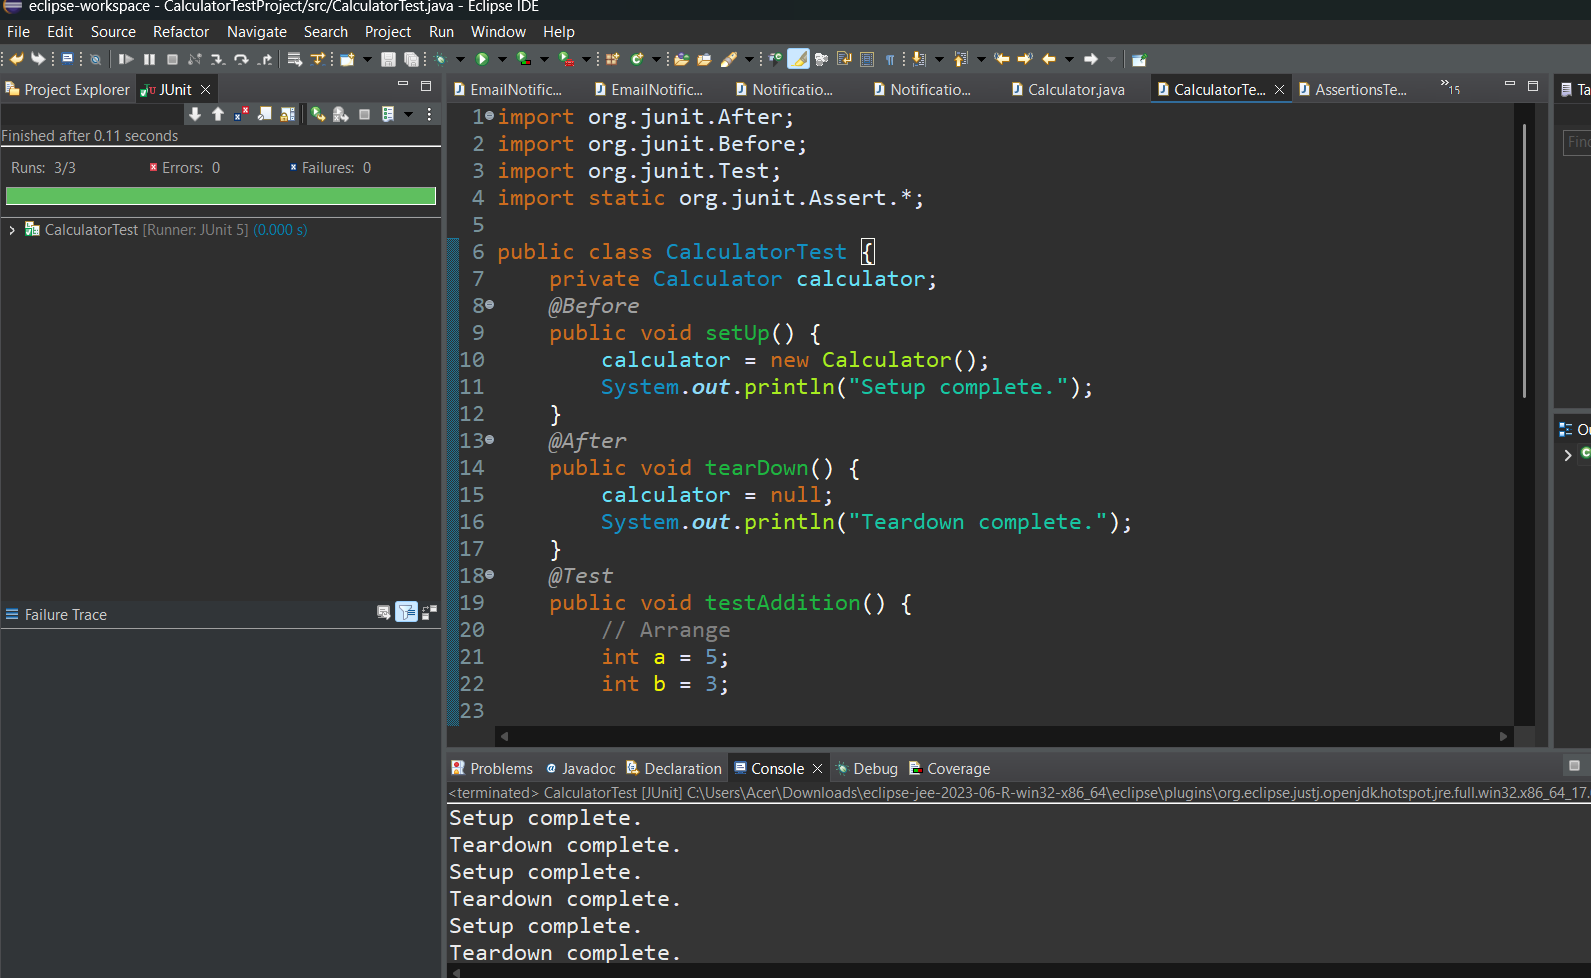 eclipse-workspace - CalculatorTestProject/src/CalculatorTest.java - Eclipse IDE
File Edit Source Refactor Navigate Search Project Run Window Help
Project Explorer JUnit
Finished after 0.11 seconds
Runs: 3/3 Errors: 0 Failures: 0
CalculatorTest [Runner: JUnit 5] (0.000 s)
Failure Trace
EmailNotific... EmailNotific... Notificatio... Notificatio... Calculator.java CalculatorTe... AssertionsTe... »15
1 import org.junit.After;
2 import org.junit.Before;
3 import org.junit.Test;
4 import static org.junit.Assert.*;
5
6 public class CalculatorTest {
7 private Calculator calculator;
8 @Before
9 public void setUp() {
10 calculator = new Calculator();
11 System.out.println("Setup complete.");
12 }
13 @After
14 public void tearDown() {
15 calculator = null;
16 System.out.println("Teardown complete.");
17 }
18 @Test
19 public void testAddition() {
20 // Arrange
21 int a = 5;
22 int b = 3;
23
Ta
Find
Ou
Problems Javadoc Declaration Console Debug Coverage
<terminated> CalculatorTest [JUnit] C:\Users\Acer\Downloads\eclipse-jee-2023-06-R-win32-x86_64\eclipse\plugins\org.eclipse.justj.openjdk.hotspot.jre.full.win32.x86_64_17.
Setup complete.
Teardown complete.
Setup complete.
Teardown complete.
Setup complete.
Teardown complete.